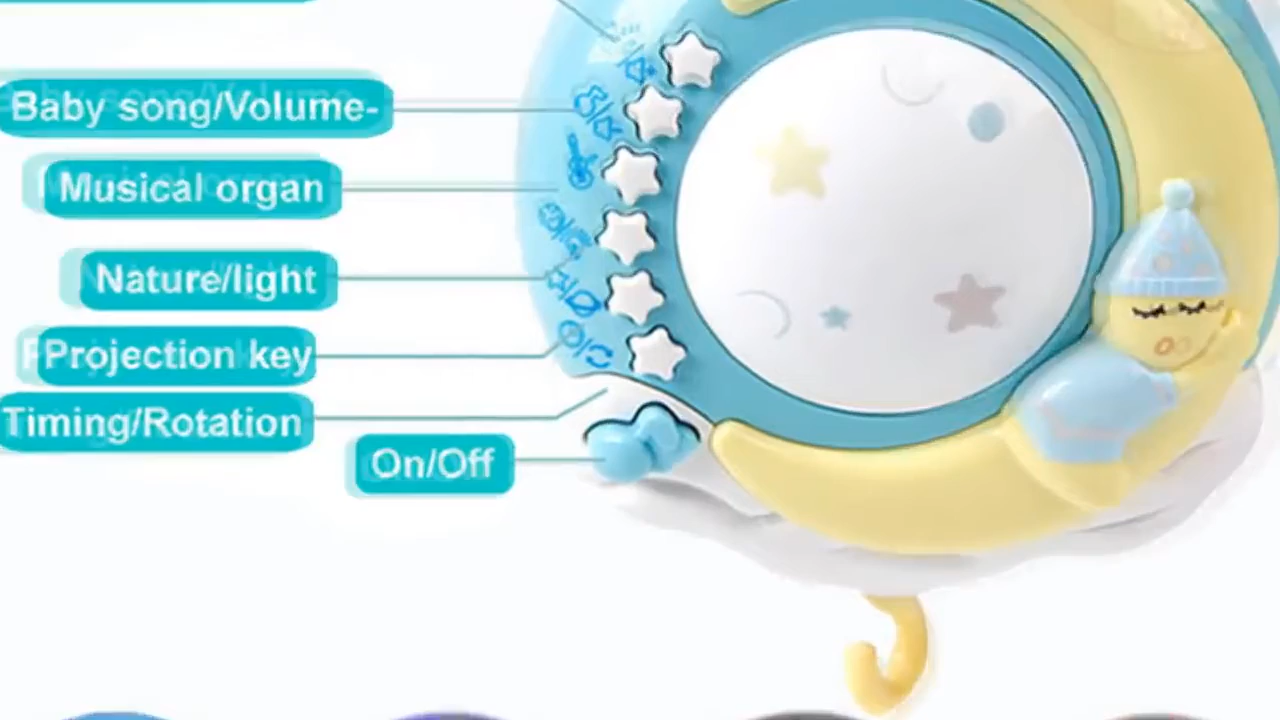 Baby song/Volume-
Musical organ
Nature/light
Projection key
Timing/Rotation
On/Off